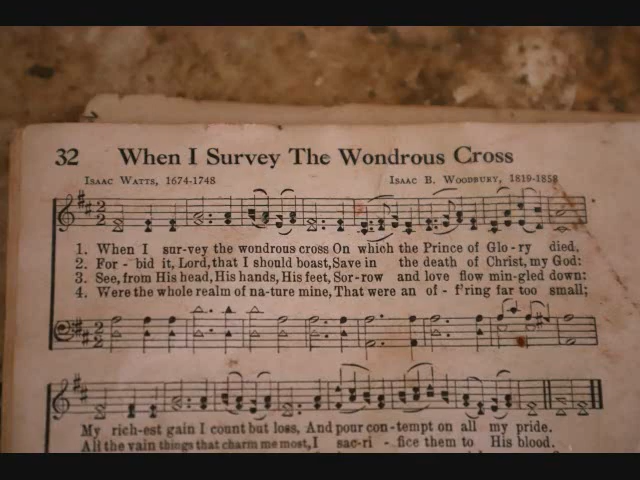 32 When I Survey The Wondrous Cross
Isaac Watts, 1674-1748 Isaac B. Woodbury, 1819-1858
1. When I sur-vey the wondrous cross On which the Prince of Glo-ry died,
2. For-bid it, Lord, that I should boast, Save in the death of Christ, my God:
3. See, from His head, His hands, His feet, Sor-row and love flow min-gled down:
4. Were the whole realm of na-ture mine, That were an of-f'ring far too small;
My rich-est gain I count but loss, And pour con-tempt on all my pride.
All the vain things that charm me most, I sac-ri-fice them to His blood.